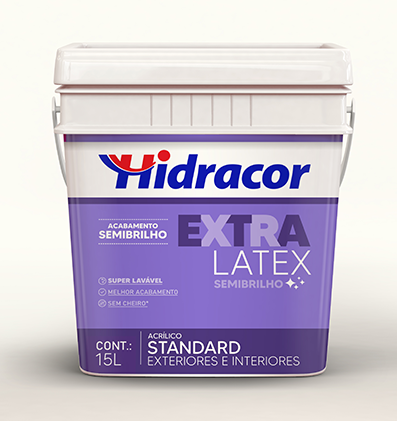 Hidracor
ACABAMENTO
SEMIBRILHO
EXTRA
LATEX
SEMIBRILHO
SUPER LAVÁVEL
MELHOR ACABAMENTO
SEM CHEIRO*
CONT.:
15L
ACRÍLICO
STANDARD
EXTERIORES E INTERIORES